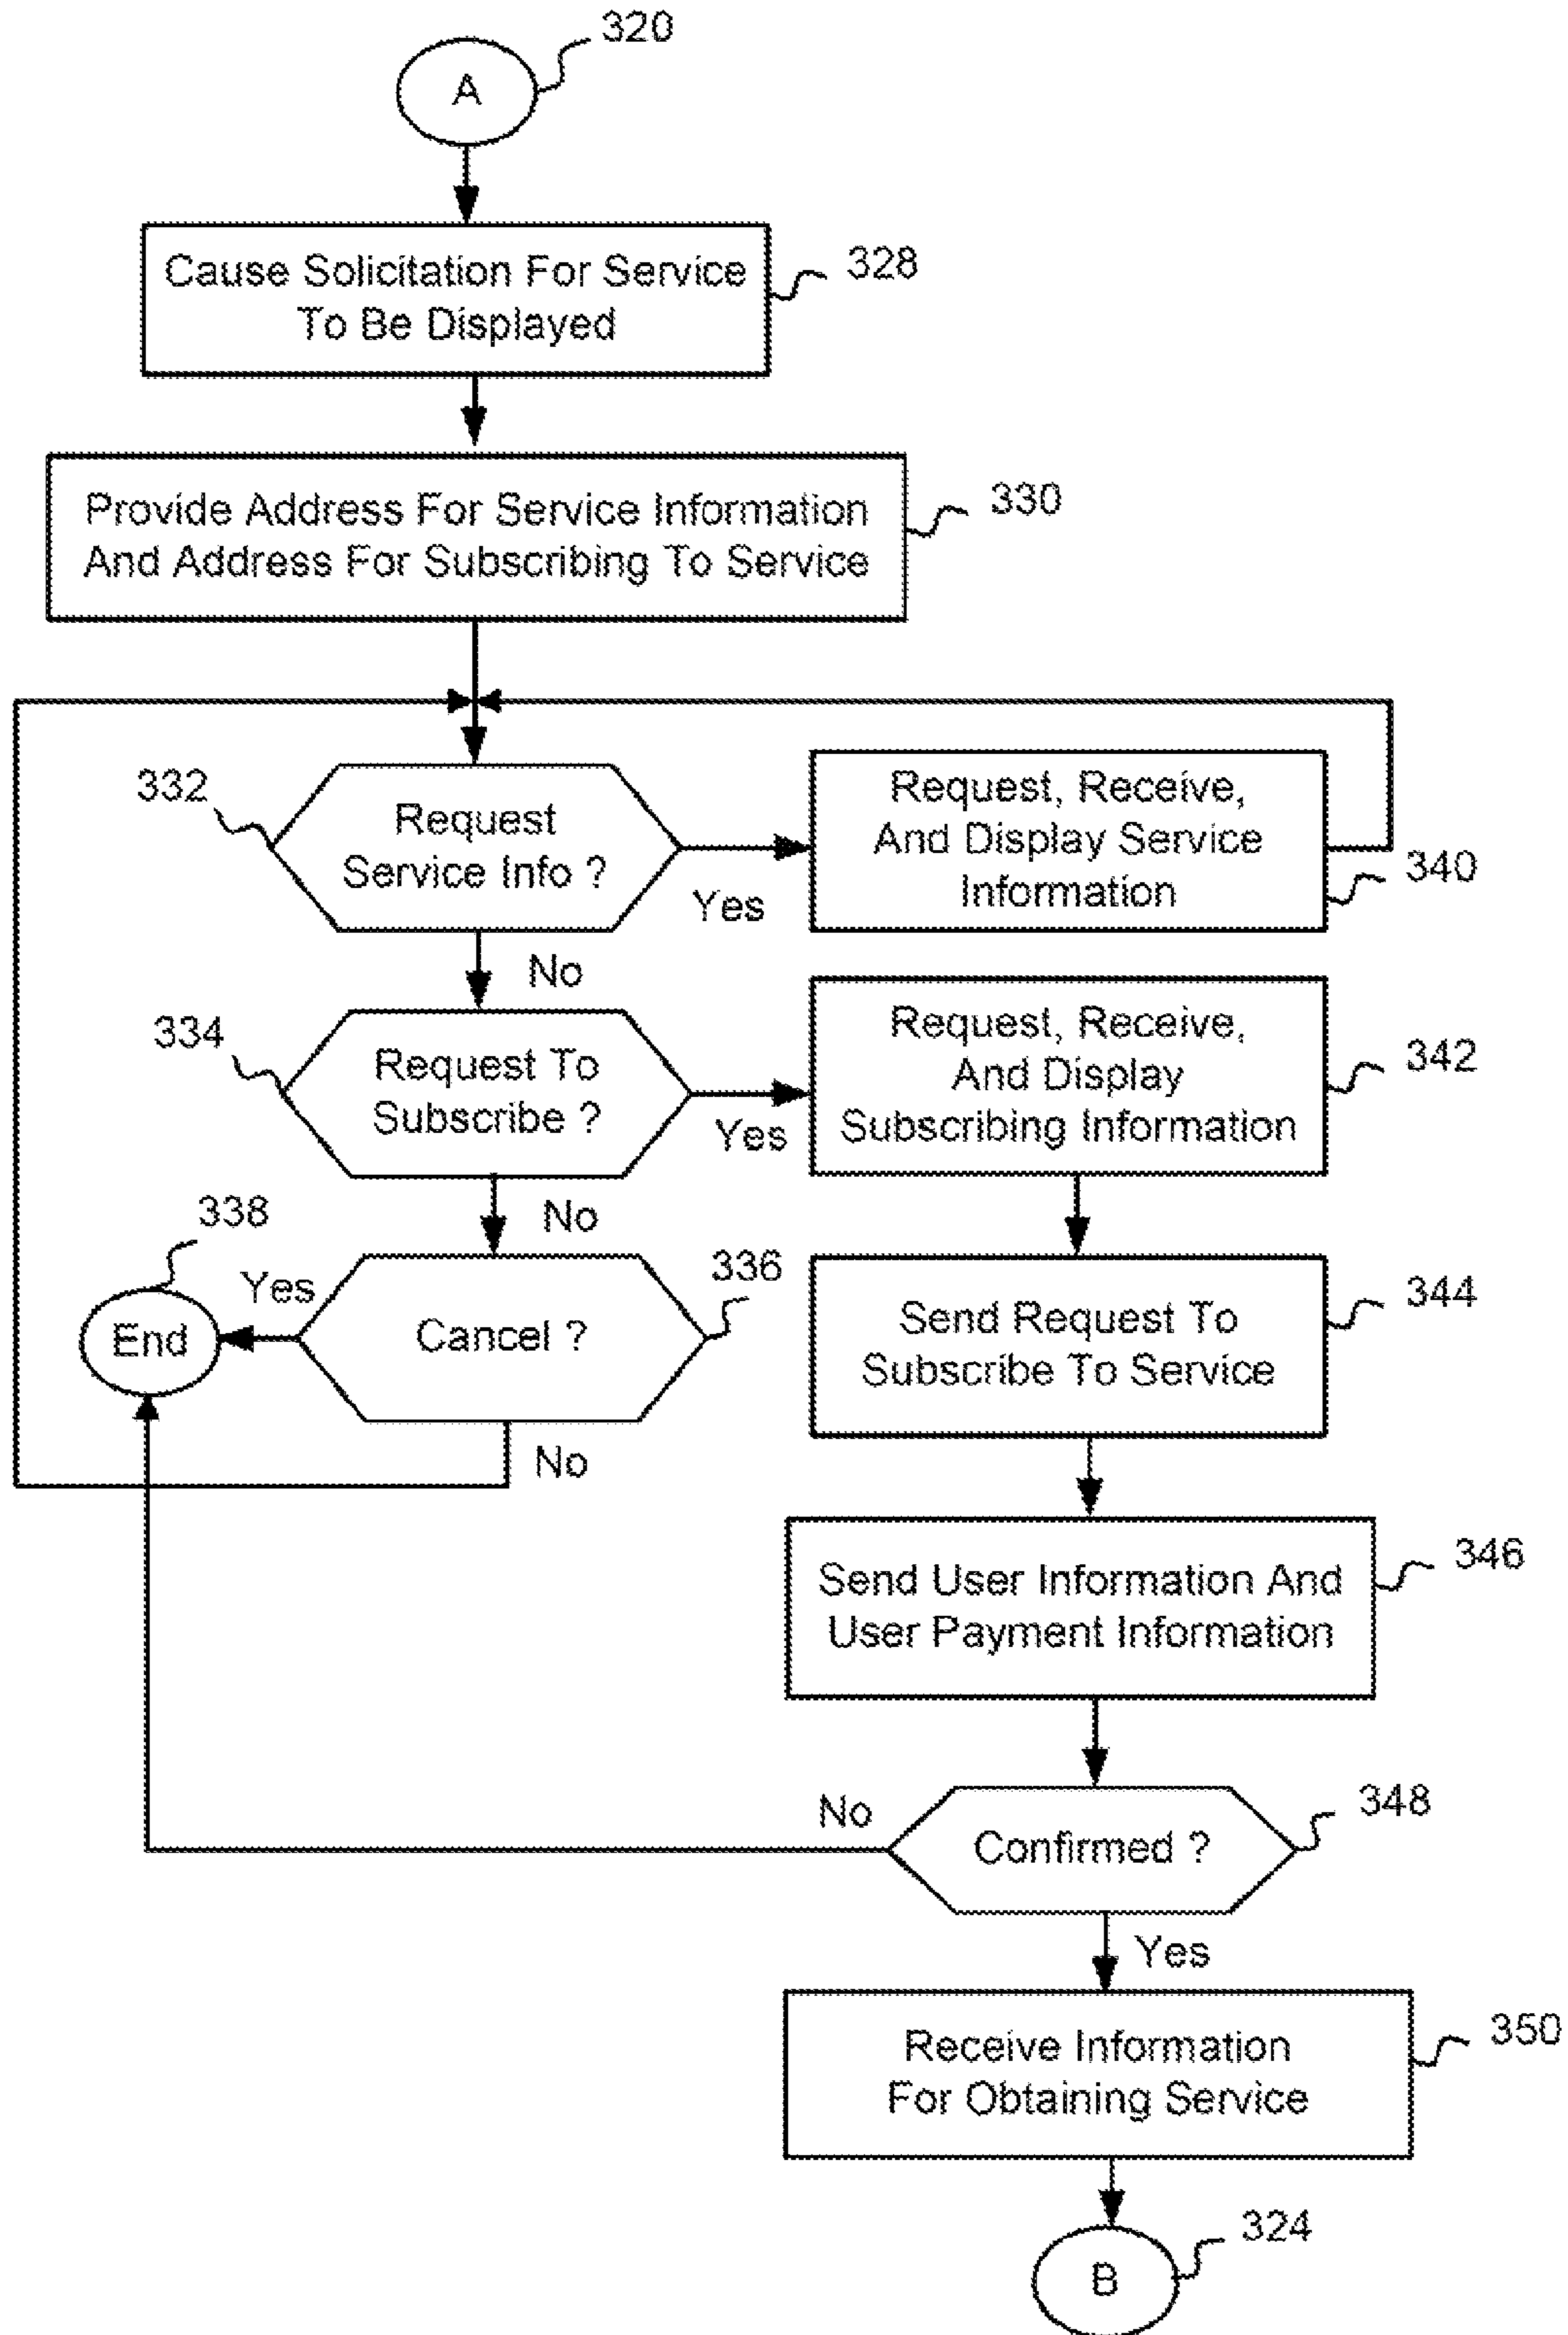 320
A
Cause Solicitation For Service
To Be Displayed
328
Provide Address For Service Information
And Address For Subscribing To Service
330
332
Request
Service Info ?
Yes
No
Request, Receive,
And Display Service
Information
340
334
Request To
Subscribe ?
Yes
No
Request, Receive,
And Display
Subscribing Information
342
338
End
Yes
Cancel ?
336
No
Send Request To
Subscribe To Service
344
Send User Information And
User Payment Information
346
No
Confirmed ?
348
Yes
Receive Information
For Obtaining Service
350
B
324